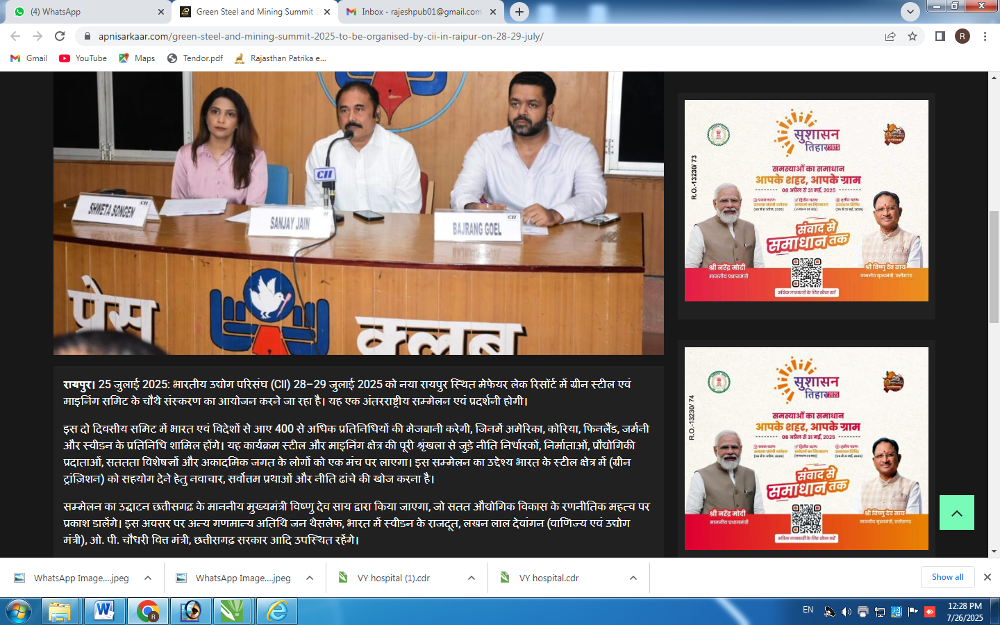 (4) WhatsApp
Green Steel and Mining Summit
Inbox - rajeshpub01@gmail.com
apnisarkaar.com/green-steel-and-mining-summit-2025-to-be-organised-by-cii-in-raipur-on-28-29-july/
R
Gmail
YouTube
Maps
Tendor.pdf
Rajasthan Patrika e...
CII
CII
SHWETA SONGEN
SANJAY JAIN
CII
BAJRANG GOEL
प्रेस
क्लब
रायपुर। 25 जुलाई 2025: भारतीय उद्योग परिसंघ (CII) 28–29 जुलाई 2025 को नया रायपुर स्थित मेफेयर लेक रिसॉर्ट में ग्रीन स्टील एवं
माइनिंग समिट के चौथे संस्करण का आयोजन करने जा रहा है। यह एक अंतरराष्ट्रीय सम्मेलन एवं प्रदर्शनी होगी।
इस दो दिवसीय समिट में भारत एवं विदेशों से आए 400 से अधिक प्रतिनिधियों की मेजबानी करेगी, जिनमें अमेरिका, कोरिया, फिनलैंड, जर्मनी
और स्वीडन के प्रतिनिधि शामिल होंगे। यह कार्यक्रम स्टील और माइनिंग क्षेत्र की पूरी श्रृंखला से जुड़े नीति निर्धारकों, निर्माताओं, प्रौद्योगिकी
प्रदाताओं, सततता विशेषज्ञों और अकादमिक जगत के लोगों को एक मंच पर लाएगा। इस सम्मेलन का उद्देश्य भारत के स्टील क्षेत्र में (ग्रीन
ट्रांज़िशन) को सहयोग देने हेतु नवाचार, सर्वोत्तम प्रथाओं और नीति ढांचे की खोज करना है।
सम्मेलन का उद्घाटन छत्तीसगढ़ के माननीय मुख्यमंत्री विष्णु देव साय द्वारा किया जाएगा, जो सतत औद्योगिक विकास के रणनीतिक महत्व पर
प्रकाश डालेंगे। इस अवसर पर अन्य गणमान्य अतिथि जन थैसलेफ, भारत में स्वीडन के राजदूत, लखन लाल देवांगन (वाणिज्य एवं उद्योग
मंत्री), ओ. पी. चौधरी वित्त मंत्री, छत्तीसगढ़ सरकार आदि उपस्थित रहेंगे।
सुशासन
तिहार 2025
R.O.-13230/ 73
समस्याओं का समाधान
आपके शहर, आपके ग्राम
08 अप्रैल से 31 मई, 2025
संवाद से
समाधान तक
श्री नरेंद्र मोदी
माननीय प्रधानमंत्री
श्री विष्णु देव साय
माननीय मुख्यमंत्री, छत्तीसगढ़
अधिक जानकारी के लिए स्कैन करें
सुशासन
तिहार 2025
R.O.-13230/ 74
समस्याओं का समाधान
आपके शहर, आपके ग्राम
08 अप्रैल से 31 मई, 2025
संवाद से
समाधान तक
श्री नरेंद्र मोदी
माननीय प्रधानमंत्री
श्री विष्णु देव साय
माननीय मुख्यमंत्री, छत्तीसगढ़
अधिक जानकारी के लिए स्कैन करें
WhatsApp Image....jpeg
WhatsApp Image....jpeg
VY hospital (1).cdr
VY hospital.cdr
Show all
EN
12:28 PM
7/26/2025